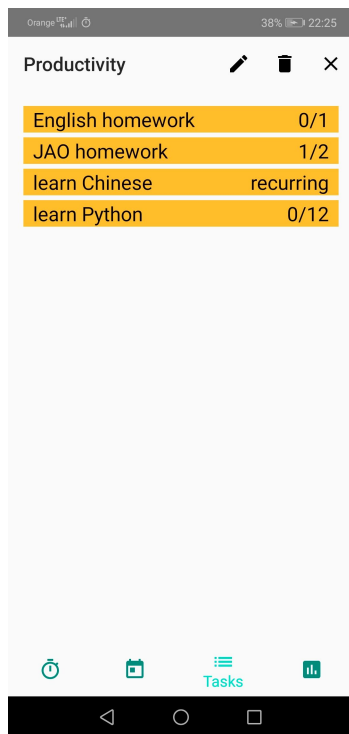 Orange LTE+ 38% 22:25
Productivity
English homework 0/1
JAO homework 1/2
learn Chinese recurring
learn Python 0/12
Tasks